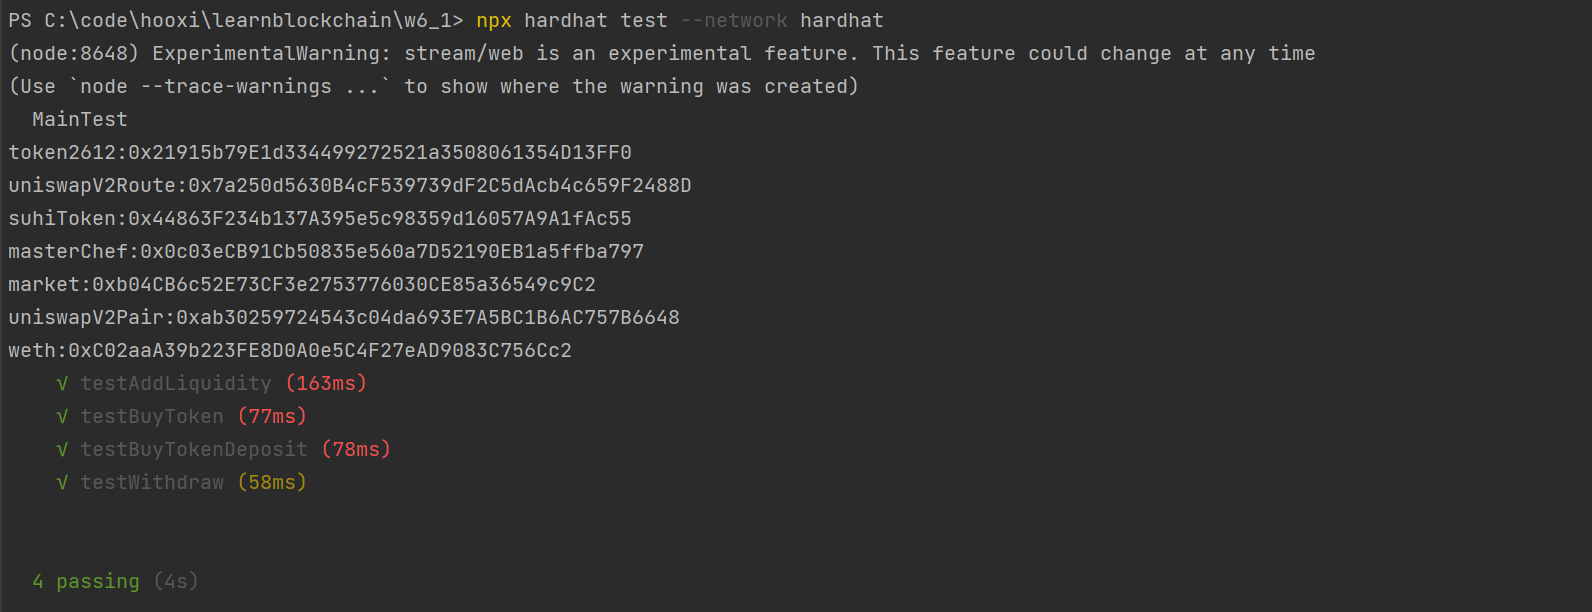 PS C:\code\hooxi\learnblockchain\w6_1> npx hardhat test --network hardhat
(node:8648) ExperimentalWarning: stream/web is an experimental feature. This feature could change at any time
(Use `node --trace-warnings ...` to show where the warning was created)
MainTest
token2612:0x21915b79E1d334499272521a3508061354D13FF0
uniswapV2Route:0x7a250d5630B4cF539739dF2C5dAcb4c659F2488D
suhiToken:0x44863F234b137A395e5c98359d16057A9A1fAc55
masterChef:0x0c03eCB91Cb50835e560a7D52190EB1a5ffba797
market:0xb04CB6c52E73CF3e2753776030CE85a36549c9C2
uniswapV2Pair:0xab30259724543c04da693E7A5BC1B6AC757B6648
weth:0xC02aaA39b223FE8D0A0e5C4F27eAD9083C756Cc2
√ testAddLiquidity (163ms)
√ testBuyToken (77ms)
√ testBuyTokenDeposit (78ms)
√ testWithdraw (58ms)
4 passing (4s)